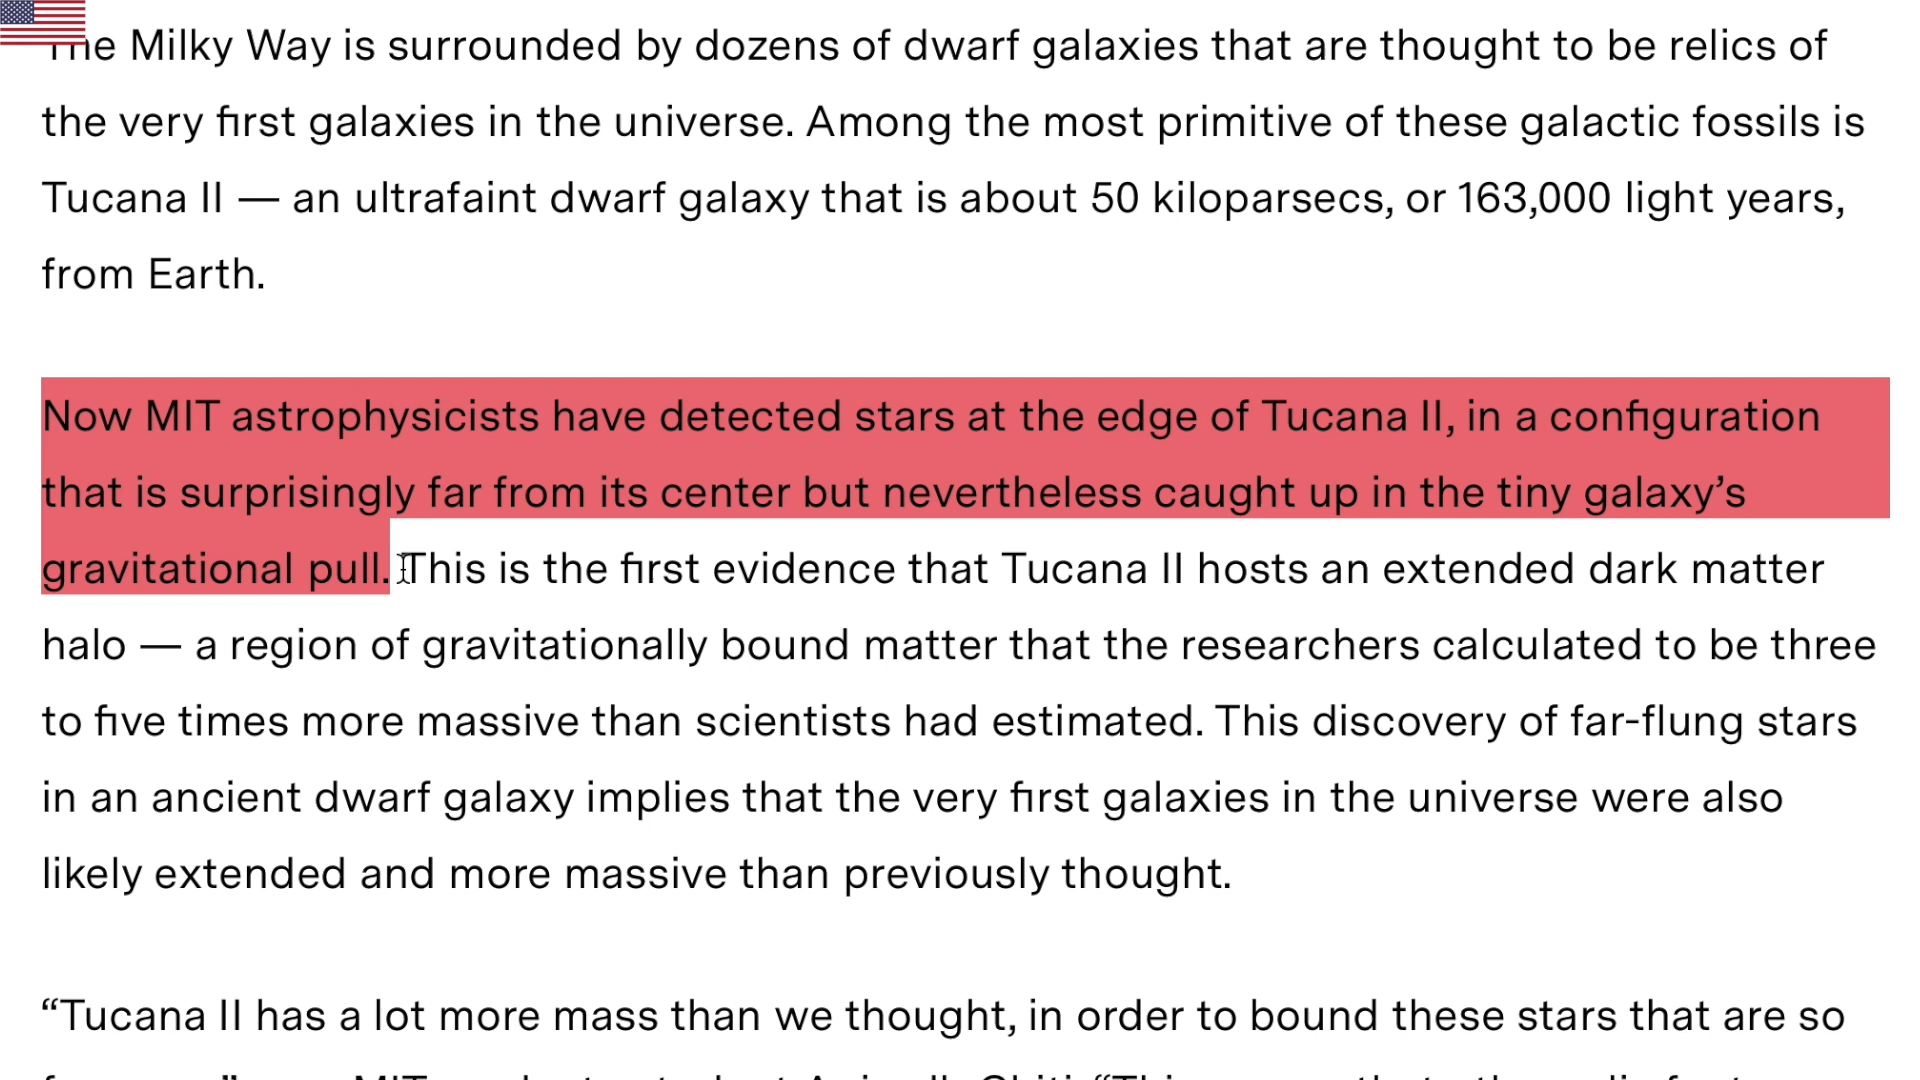 The Milky Way is surrounded by dozens of dwarf galaxies that are thought to be relics of
the very first galaxies in the universe. Among the most primitive of these galactic fossils is
Tucana II — an ultrafaint dwarf galaxy that is about 50 kiloparsecs, or 163,000 light years,
from Earth.
Now MIT astrophysicists have detected stars at the edge of Tucana II, in a configuration
that is surprisingly far from its center but nevertheless caught up in the tiny galaxy’s
gravitational pull. This is the first evidence that Tucana II hosts an extended dark matter
halo — a region of gravitationally bound matter that the researchers calculated to be three
to five times more massive than scientists had estimated. This discovery of far-flung stars
in an ancient dwarf galaxy implies that the very first galaxies in the universe were also
likely extended and more massive than previously thought.
“Tucana II has a lot more mass than we thought, in order to bound these stars that are so